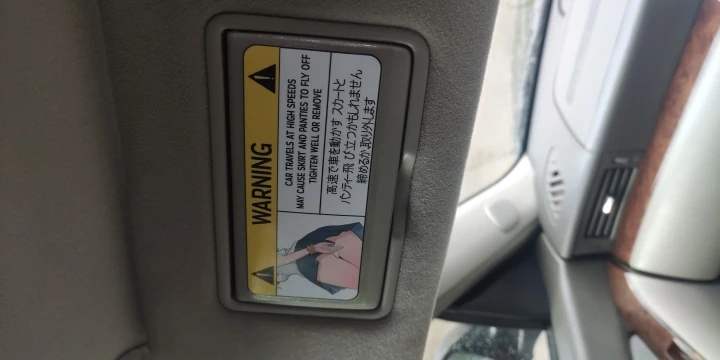 WARNING
CAR TRAVELS AT HIGH SPEEDS
MAY CAUSE SKIRT AND PANTIES TO FLY OFF
TIGHTEN WELL OR REMOVE
高速で車を動かす スカートと
パンティー飛び立つかもしれません
締めるか,取り外します